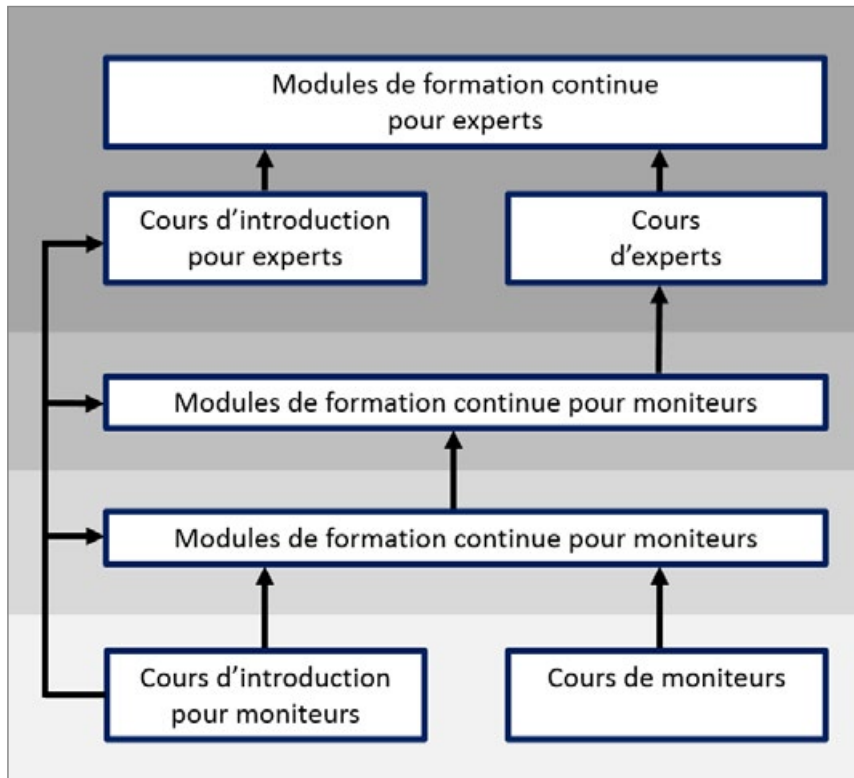 Modules de formation continue
pour experts
Cours d’introduction
pour experts
Cours
d’experts
Modules de formation continue pour moniteurs
Modules de formation continue pour moniteurs
Cours d’introduction
pour moniteurs
Cours de moniteurs